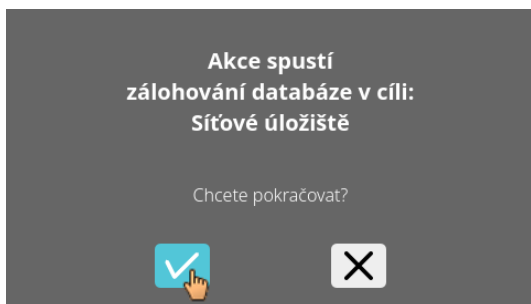 Akce spustí
zálohování databáze v cíli:
Síťové úložiště
Chcete pokračovat?